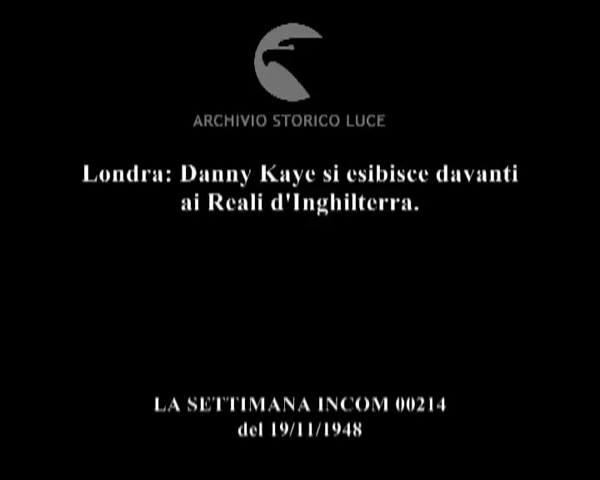 ARCHIVIO STORICO LUCE
Londra: Danny Kaye si esibisce davanti
ai Reali d'Inghilterra.
LA SETTIMANA INCOM 00214
del 19/11/1948